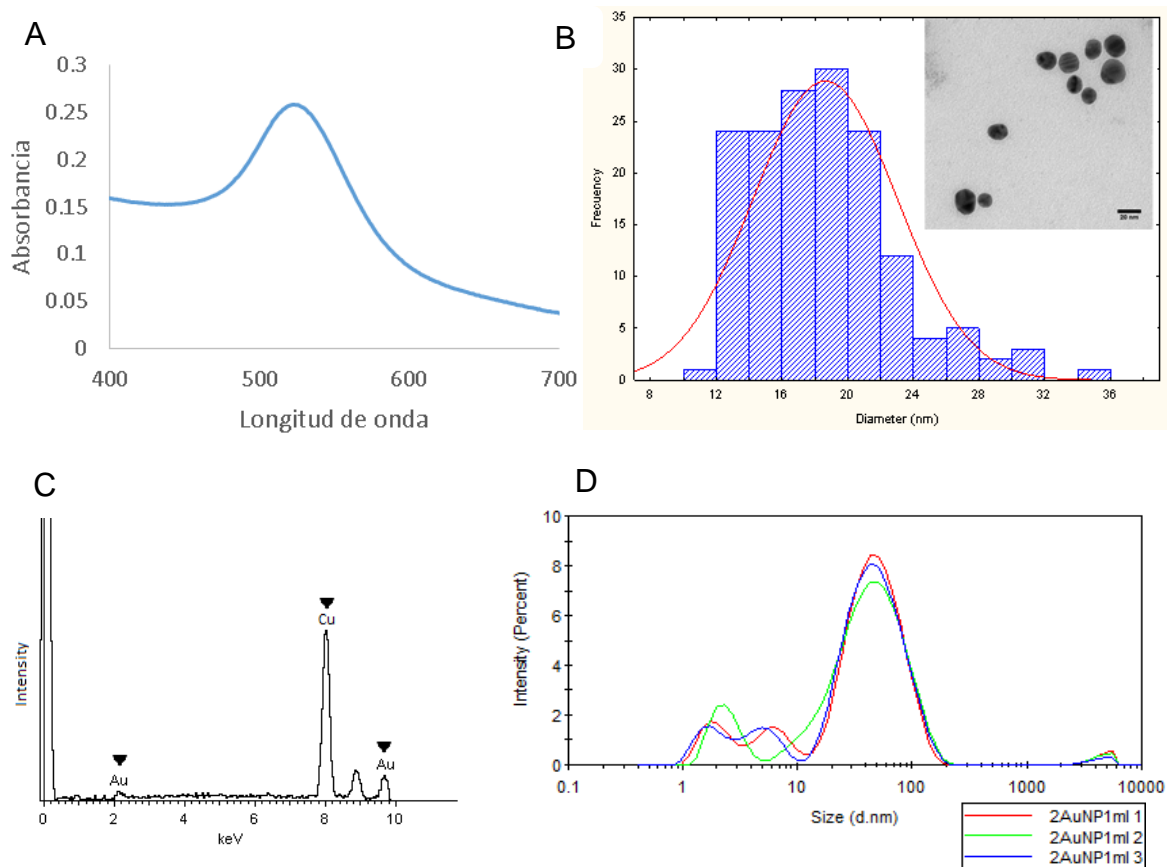 A
0.3
0.25
0.2
0.15
0.1
0.05
0
Absorbancia
400 500 600 700
Longitud de onda
B
35
30
25
20
15
10
5
0
Frecuency
8 12 16 20 24 28 32 36
Diameter (nm)
20 nm
C
Intensity
Au
Cu
Au
0 2 4 6 8 10
keV
D
10
8
6
4
2
0
Intensity (Percent)
0.1 1 10 100 1000 10000
Size (d.nm)
2AuNP1ml 1
2AuNP1ml 2
2AuNP1ml 3